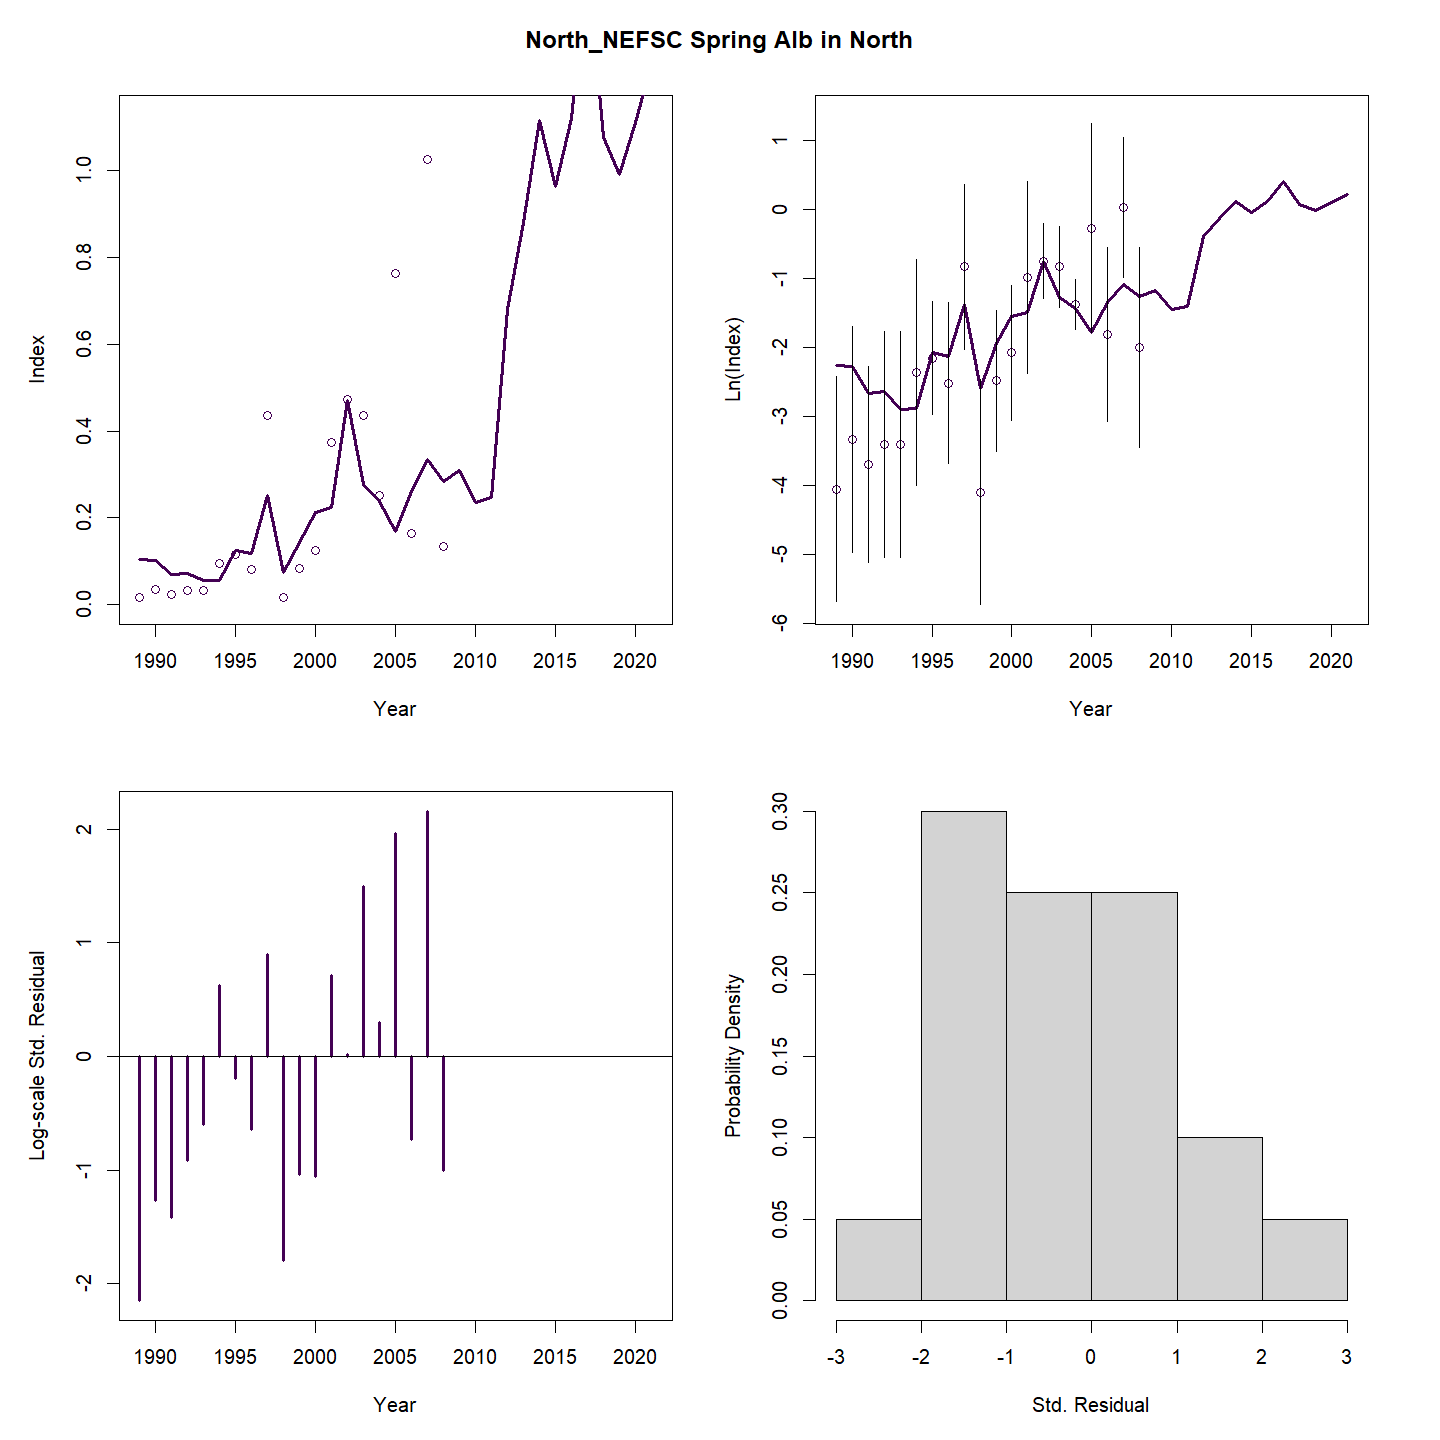 North_NEFSC Spring Alb in North
Index
0.0 0.2 0.4 0.6 0.8 1.0
1990 1995 2000 2005 2010 2015 2020
Year
Ln(Index)
-6 -5 -4 -3 -2 -1 0 1
1990 1995 2000 2005 2010 2015 2020
Year
Log-scale Std. Residual
-2 -1 0 1 2
1990 1995 2000 2005 2010 2015 2020
Year
Probability Density
0.00 0.05 0.10 0.15 0.20 0.25 0.30
-3 -2 -1 0 1 2 3
Std. Residual